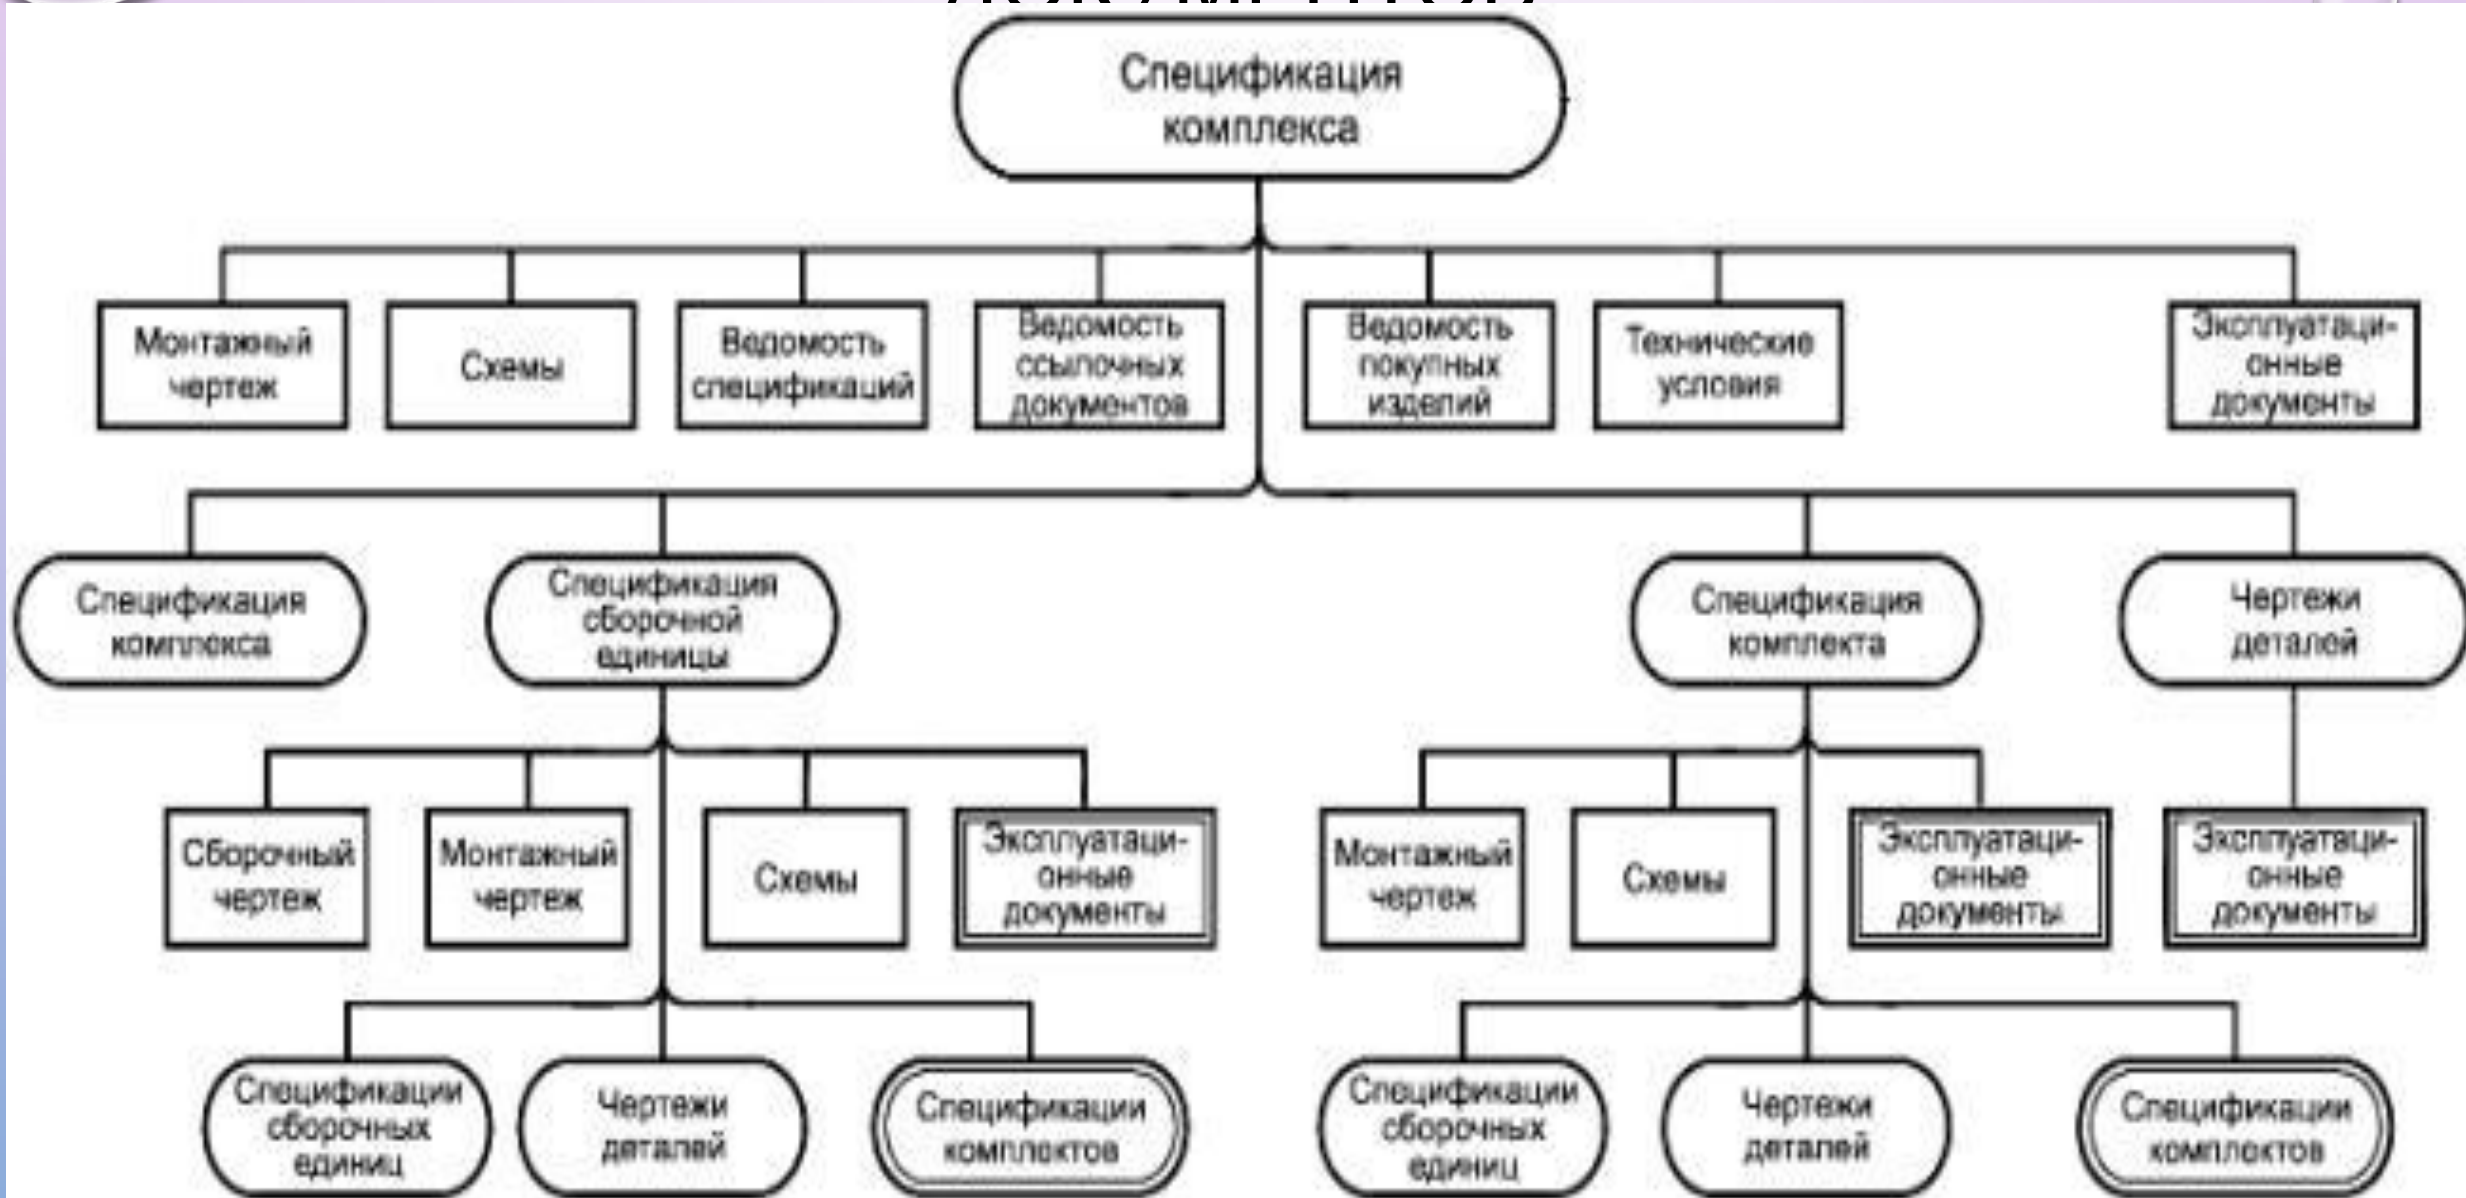 Спецификация
комплекса
Монтажный
чертеж
Схемы
Ведомость
спецификаций
Ведомость
ссылочных
документов
Ведомость
покупных
изделий
Технические
условия
Эксплуатаци-
онные
документы
Спецификация
комплекса
Спецификация
сборочной
единицы
Спецификация
комплекта
Чертежи
деталей
Сборочный
чертеж
Монтажный
чертеж
Схемы
Эксплуатаци-
онные
документы
Монтажный
чертеж
Схемы
Эксплуатаци-
онные
документы
Эксплуатаци-
онные
документы
Спецификации
сборочных
единиц
Чертежи
деталей
Спецификации
комплектов
Спецификации
сборочных
единиц
Чертежи
деталей
Спецификации
комплектов